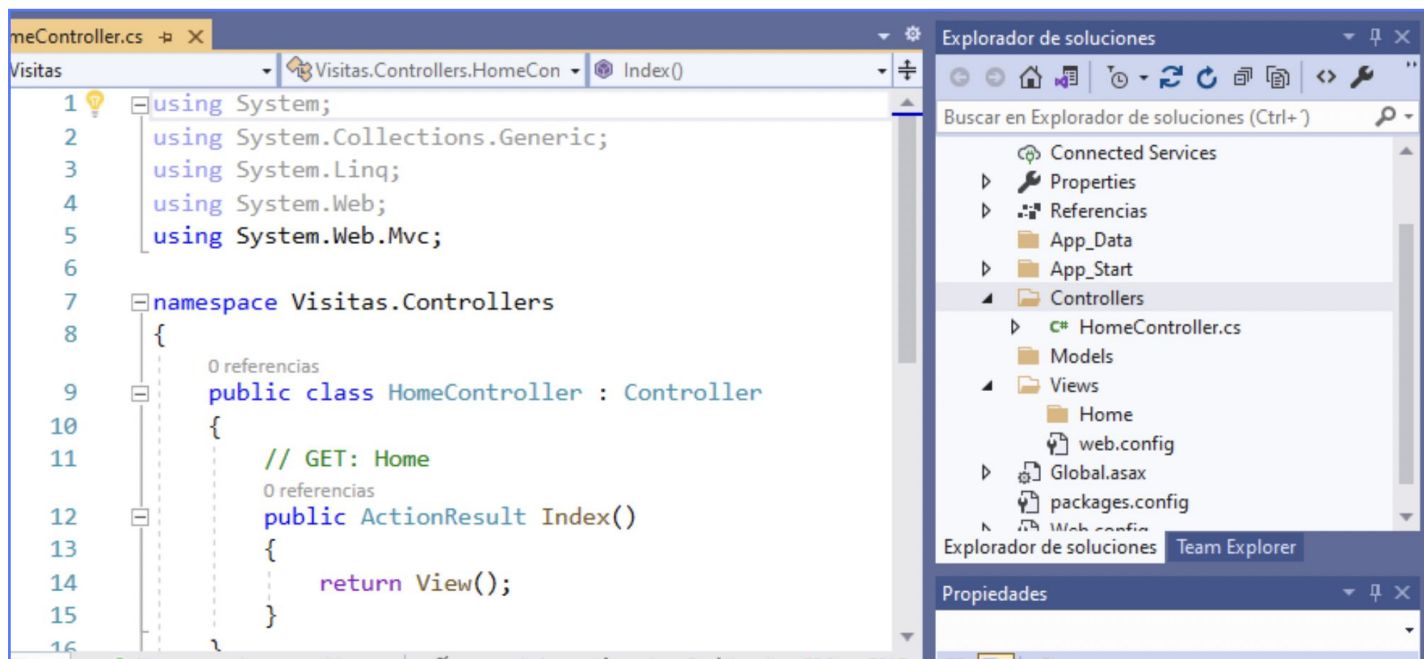 meController.cs
Visitas
Visitas.Controllers.HomeCon
Index()
1 using System;
2 using System.Collections.Generic;
3 using System.Linq;
4 using System.Web;
5 using System.Web.Mvc;
6
7 namespace Visitas.Controllers
8 {
0 referencias
9 public class HomeController : Controller
10 {
11 // GET: Home
0 referencias
12 public ActionResult Index()
13 {
14 return View();
15 }
16 }
Explorador de soluciones
Buscar en Explorador de soluciones (Ctrl+´)
Connected Services
Properties
Referencias
App_Data
App_Start
Controllers
C# HomeController.cs
Models
Views
Home
web.config
Global.asax
packages.config
Web.config
Explorador de soluciones
Team Explorer
Propiedades